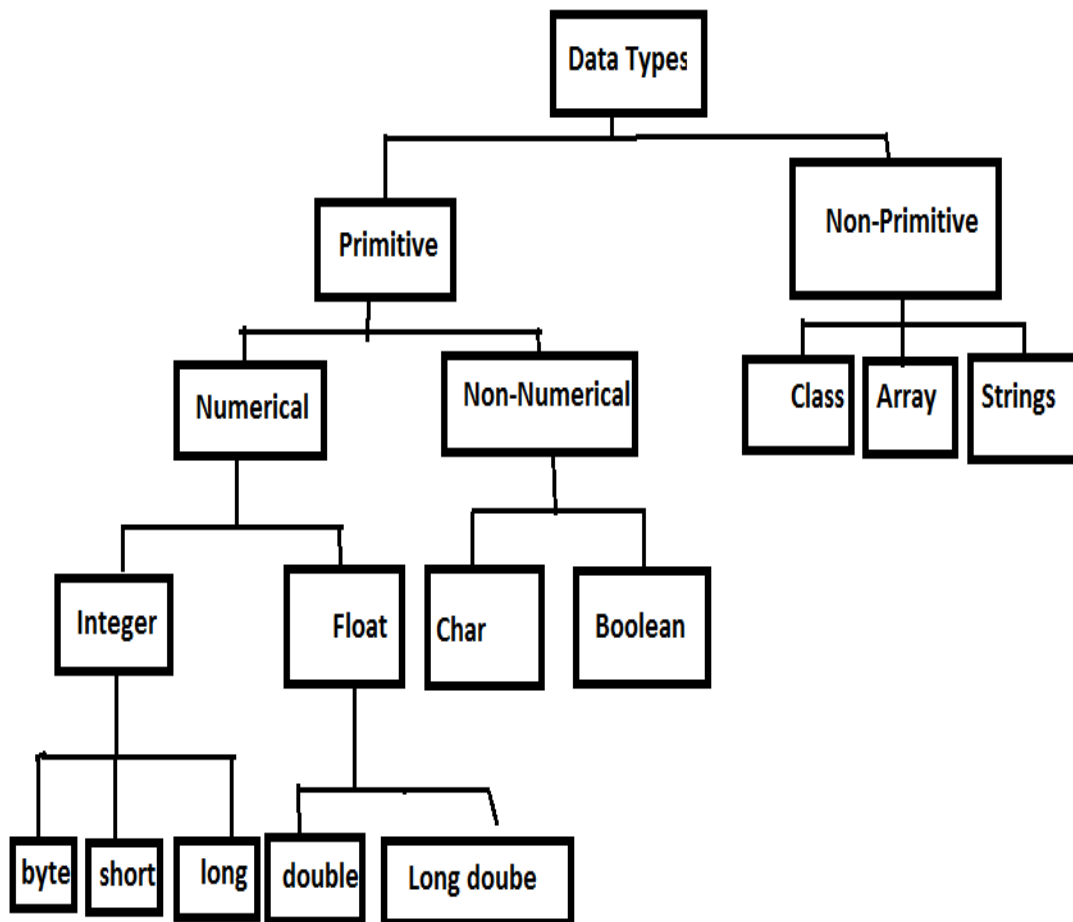 Data Types
Primitive
Non-Primitive
Numerical
Non-Numerical
Class
Array
Strings
Integer
Float
Char
Boolean
byte
short
long
double
Long doube